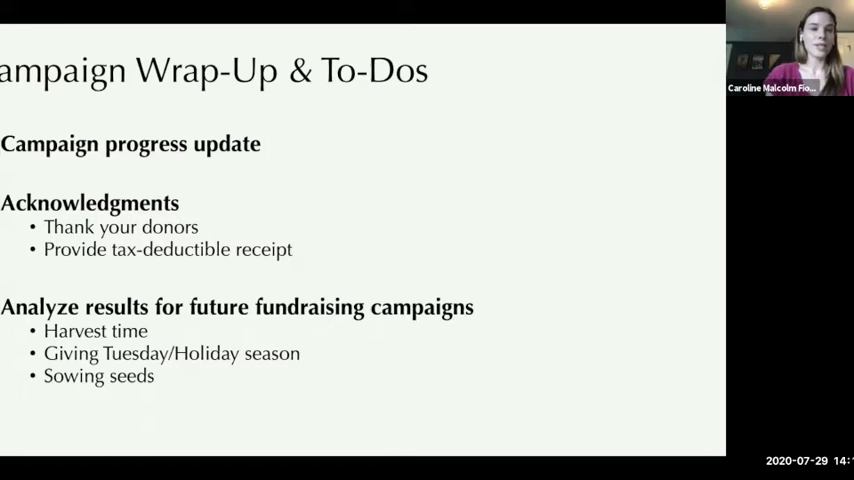 ampaign Wrap-Up & To-Dos
Caroline Malcolm Fio...
Campaign progress update
Acknowledgments
• Thank your donors
• Provide tax-deductible receipt
Analyze results for future fundraising campaigns
• Harvest time
• Giving Tuesday/Holiday season
• Sowing seeds
2020-07-29 14:1